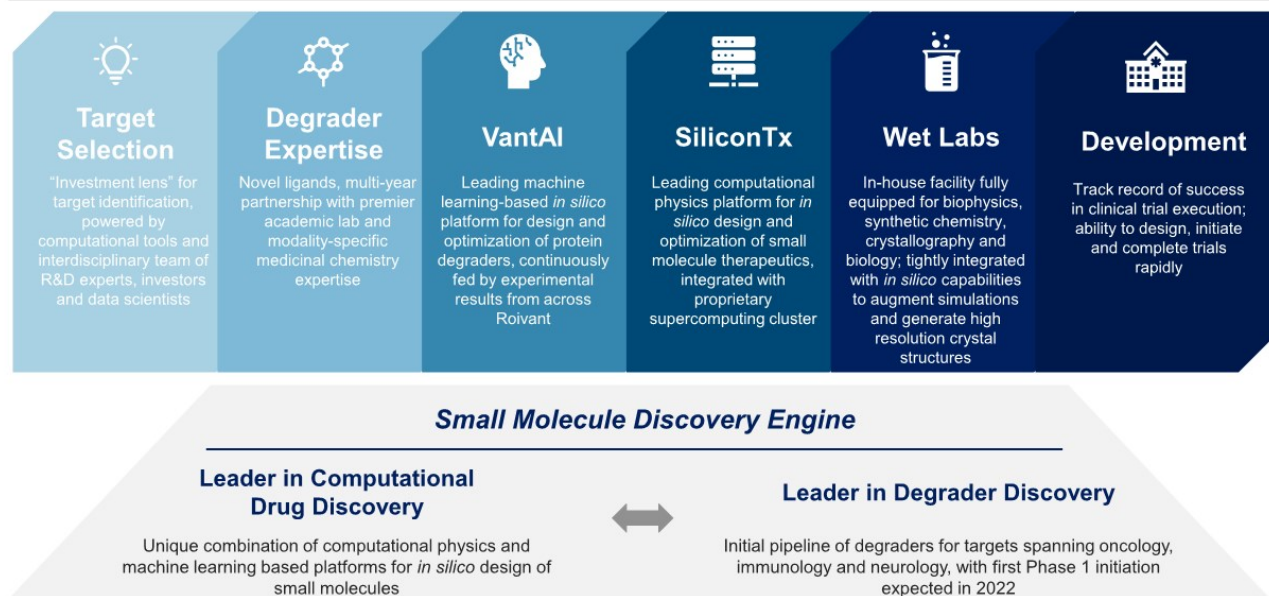 Target
Selection
"Investment lens" for
target identification,
powered by
computational tools and
interdisciplinary team of
R&D experts, investors
and data scientists
Degrader
Expertise
Novel ligands, multi-year
partnership with premier
academic lab and
modality-specific
medicinal chemistry
expertise
VantAI
Leading machine
learning-based in silico
platform for design and
optimization of protein
degraders, continuously
fed by experimental
results from across
Roivant
SiliconTx
Leading computational
physics platform for in
silico design and
optimization of small
molecule therapeutics,
integrated with
proprietary
supercomputing cluster
Wet Labs
In-house facility fully
equipped for biophysics,
synthetic chemistry,
crystallography and
biology; tightly integrated
with in silico capabilities
to augment simulations
and generate high
resolution crystal
structures
Development
Track record of success
in clinical trial execution;
ability to design, initiate
and complete trials
rapidly
Small Molecule Discovery Engine
Leader in Computational
Drug Discovery
Unique combination of computational physics and
machine learning based platforms for in silico design of
small molecules
Leader in Degrader Discovery
Initial pipeline of degraders for targets spanning oncology,
immunology and neurology, with first Phase 1 initiation
expected in 2022